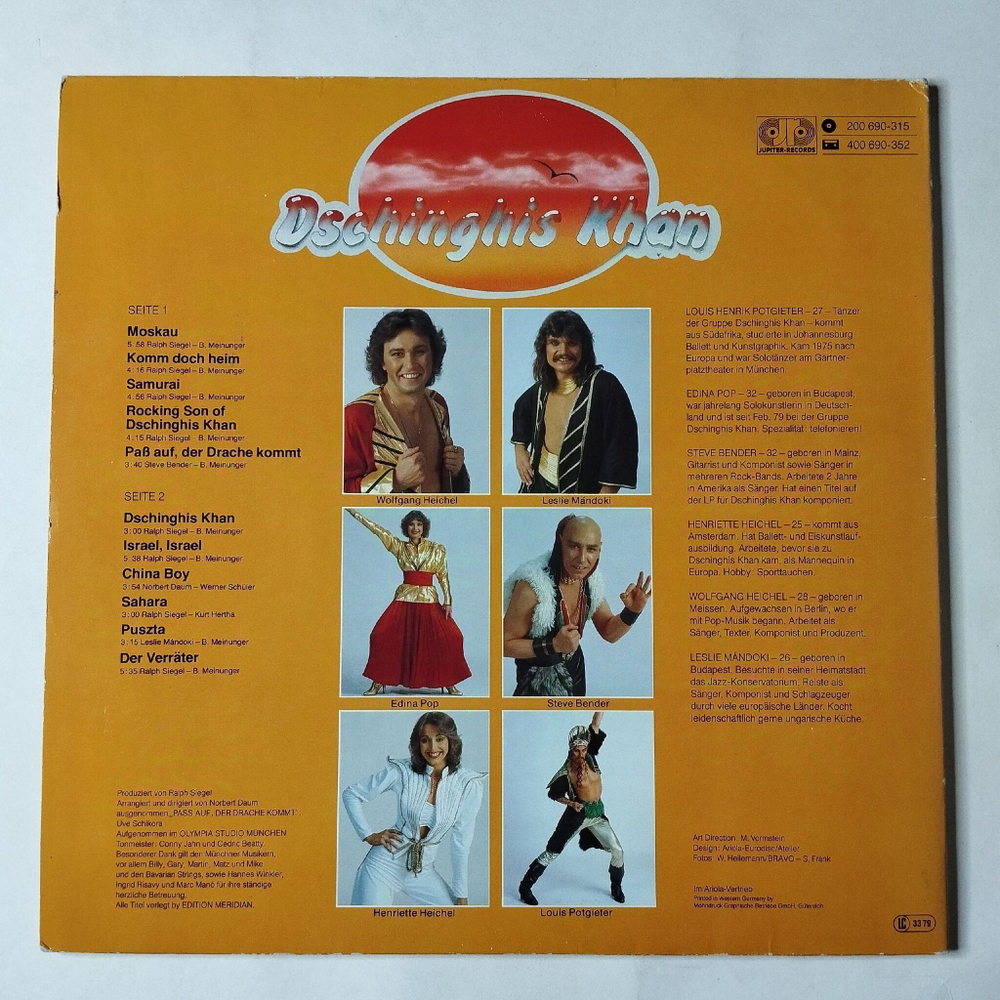 Dschinghis Khan
JUPITER-RECORDS
200 690-315
400 690-352
SEITE 1
Moskau
5:58 Ralph Siegel – B. Meinunger
Komm doch heim
4:16 Ralph Siegel – B. Meinunger
Samurai
4:56 Ralph Siegel – B. Meinunger
Rocking Son of
Dschinghis Khan
4:15 Ralph Siegel – B. Meinunger
Paß auf, der Drache kommt
3:40 Steve Bender – B. Meinunger
SEITE 2
Dschinghis Khan
3:00 Ralph Siegel – B. Meinunger
Israel, Israel
5:38 Ralph Siegel – B. Meinunger
China Boy
3:54 Norbert Daum – Werner Schüler
Sahara
3:00 Ralph Siegel – Kurt Hertha
Puszta
3:15 Leslie Mándoki – B. Meinunger
Der Verräter
5:35 Ralph Siegel – B. Meinunger
Produziert von Ralph Siegel
Arrangiert und dirigiert von Norbert Daum
ausgenommen „PASS AUF, DER DRACHE KOMMT“:
Uve Schikora
Aufgenommen im OLYMPIA STUDIO MÜNCHEN
Tonmeister: Conny Jahn und Cedric Beatty.
Besonderer Dank gilt den Münchner Musikern,
vor allem Billy, Gary, Martin, Matz und Mike
und den Bavarian Strings, sowie Hannes Winkler,
Ingrid Risavy und Marc Manó für ihre ständige
herzliche Betreuung.
Alle Titel verlegt by EDITION MERIDIAN.
Wolfgang Heichel
Leslie Mándoki
Edina Pop
Steve Bender
Henriette Heichel
Louis Potgieter
LOUIS HENRIK POTGIETER – 27 – Tänzer
der Gruppe Dschinghis Khan – kommt
aus Südafrika, studierte in Johannesburg
Ballett und Kunstgraphik. Kam 1975 nach
Europa und war Solotänzer am Gärtner-
platztheater in München
EDINA POP – 32 – geboren in Budapest,
war jahrelang Solokünstlerin in Deutsch-
land und ist seit Feb. 79 bei der Gruppe
Dschinghis Khan. Spezialität: telefonieren!
STEVE BENDER – 32 – geboren in Mainz,
Gitarrist und Komponist sowie Sänger in
mehreren Rock-Bands. Arbeitete 2 Jahre
in Amerika als Sänger. Hat einen Titel auf
der LP für Dschinghis Khan komponiert.
HENRIETTE HEICHEL – 25 – kommt aus
Amsterdam. Hat Ballett- und Eiskunstlauf-
ausbildung. Arbeitete, bevor sie zu
Dschinghis Khan kam, als Mannequin in
Europa. Hobby: Sporttauchen.
WOLFGANG HEICHEL – 28 – geboren in
Meissen. Aufgewachsen in Berlin, wo er
mit Pop-Musik begann. Arbeitet als
Sänger, Texter, Komponist und Produzent.
LESLIE MÁNDOKI – 26 – geboren in
Budapest. Besuchte in seiner Heimatstadt
das Jazz-Konservatorium. Reiste als
Sänger, Komponist und Schlagzeuger
durch viele europäische Länder. Kocht
leidenschaftlich gerne ungarische Küche.
Art Direction: M. Vormstein
Design: Ariola-Eurodisc/Atelier
Fotos: W. Heilemann/BRAVO – S. Frank
Im Ariola-Vertrieb
Printed in Western Germany by
Mohndruck Graphische Betriebe GmbH, Gütersloh
LC 3379